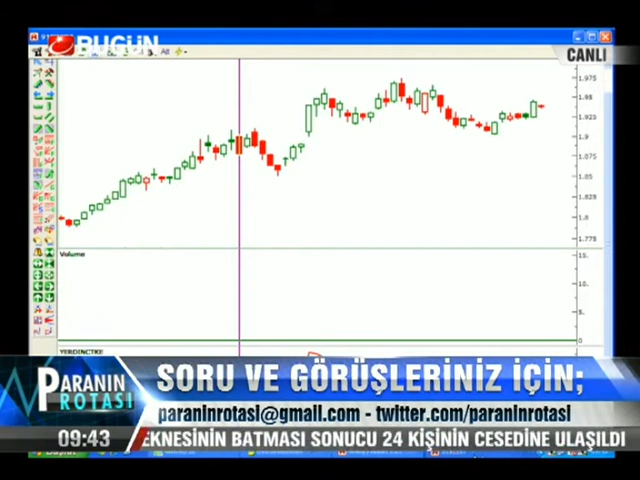 BUGÜN
CANLI
1.975
1.95
1.925
1.9
1.875
1.85
1.825
1.8
1.775
Volume
15.
10.
5.
0.
YERDINCTKE
SORU VE GÖRÜŞLERİNİZ İÇİN;
PARANIN
ROTASI
paraninrotasi@gmail.com - twitter.com/paraninrotasi
09:43
EKNESİNİN BATMASI SONUCU 24 KİŞİNİN CESEDİNE ULAŞILDI